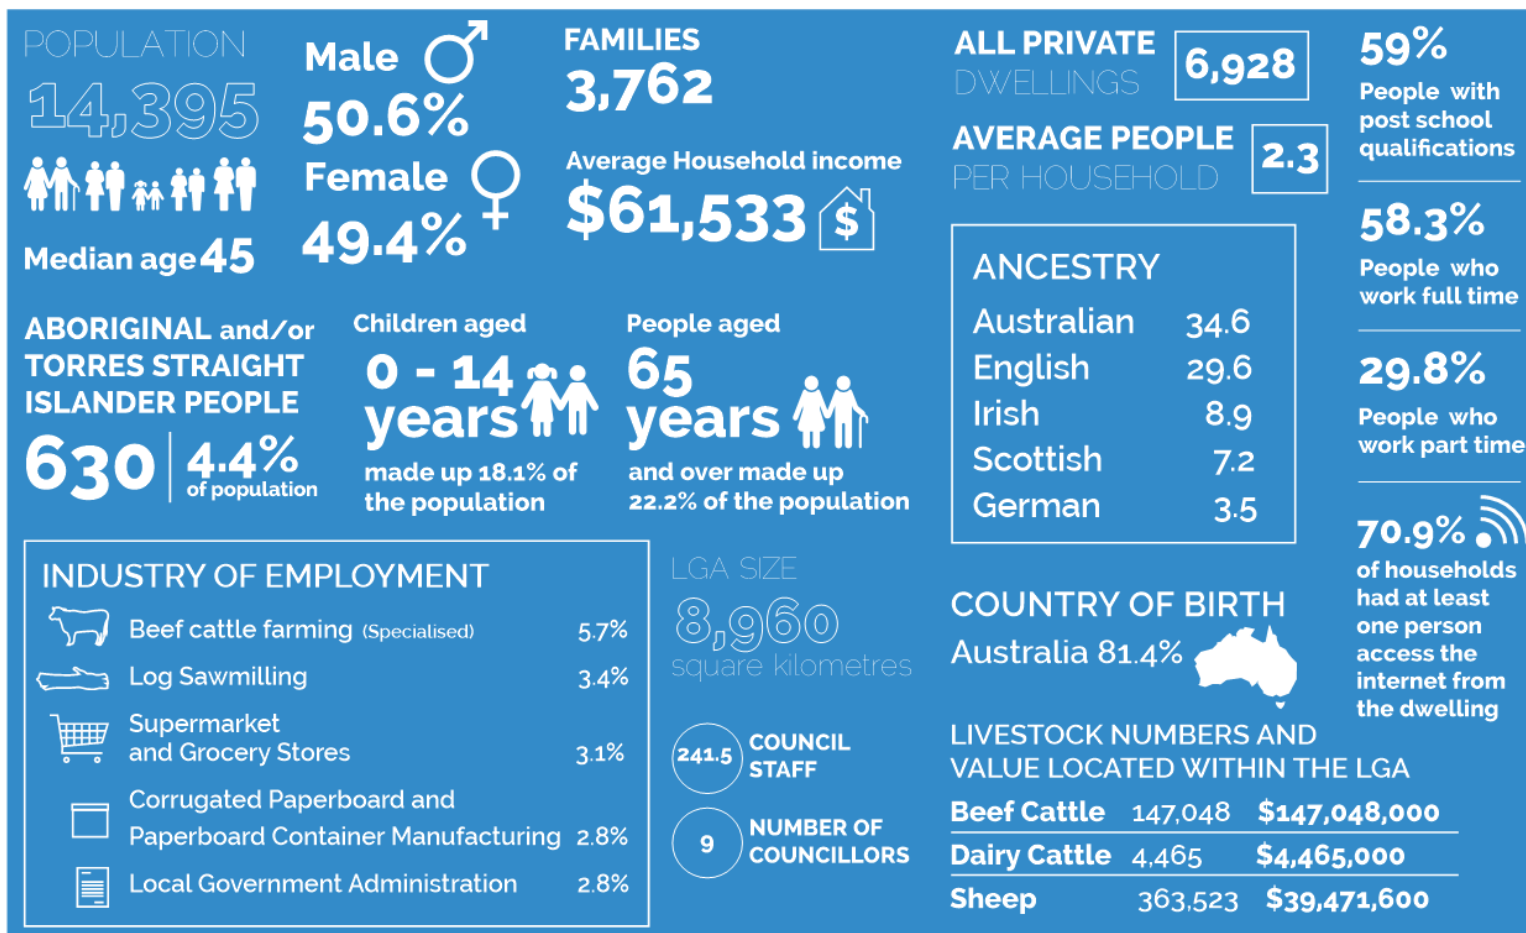 POPULATION
14,395
Median age 45
Male
50.6%
Female
49.4%
FAMILIES
3,762
Average Household income
$61,533
$
ABORIGINAL and/or
TORRES STRAIGHT
ISLANDER PEOPLE
630
4.4%
of population
Children aged
0 - 14
years
made up 18.1% of
the population
People aged
65
years
and over made up
22.2% of the population
INDUSTRY OF EMPLOYMENT
Beef cattle farming (Specialised) 5.7%
Log Sawmilling 3.4%
Supermarket
and Grocery Stores 3.1%
Corrugated Paperboard and
Paperboard Container Manufacturing 2.8%
Local Government Administration 2.8%
LGA SIZE
8,960
square kilometres
241.5 COUNCIL
STAFF
9 NUMBER OF
COUNCILLORS
ALL PRIVATE
DWELLINGS
6,928
AVERAGE PEOPLE
PER HOUSEHOLD
2.3
ANCESTRY
Australian 34.6
English 29.6
Irish 8.9
Scottish 7.2
German 3.5
COUNTRY OF BIRTH
Australia 81.4%
LIVESTOCK NUMBERS AND
VALUE LOCATED WITHIN THE LGA
Beef Cattle 147,048 $147,048,000
Dairy Cattle 4,465 $4,465,000
Sheep 363,523 $39,471,600
59%
People with
post school
qualifications
58.3%
People who
work full time
29.8%
People who
work part time
70.9%
of households
had at least
one person
access the
internet from
the dwelling